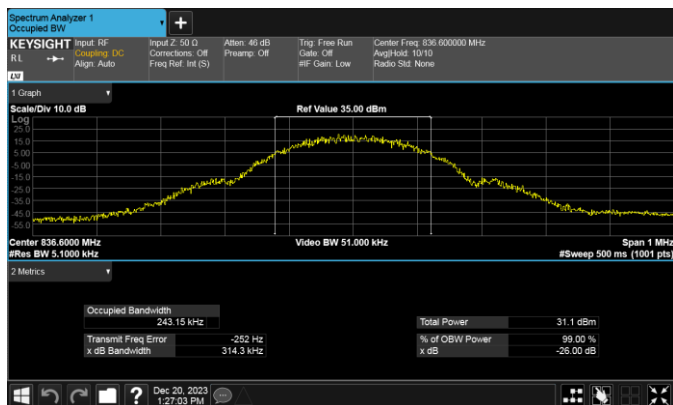 Spectrum Analyzer 1
Occupied BW
+
KEYSIGHT Input: RF Input Z: 50 Ω Atten: 46 dB Trig: Free Run Center Freq: 836.600000 MHz
RL Coupling: DC Corrections: Off Preamp: Off Gate: Off Avg|Hold: 10/10
Align: Auto Freq Ref: Int (S) #IF Gain: Low Radio Std: None
LXI
1 Graph
Scale/Div 10.0 dB Ref Value 35.00 dBm
Log
25.0
15.0
5.00
-5.00
-15.0
-25.0
-35.0
-45.0
-55.0
Center 836.6000 MHz Video BW 51.000 kHz Span 1 MHz
#Res BW 5.1000 kHz #Sweep 500 ms (1001 pts)
2 Metrics
Occupied Bandwidth
243.15 kHz Total Power 31.1 dBm
Transmit Freq Error -252 Hz % of OBW Power 99.00 %
x dB Bandwidth 314.3 kHz x dB -26.00 dB
? Dec 20, 2023
1:27:03 PM